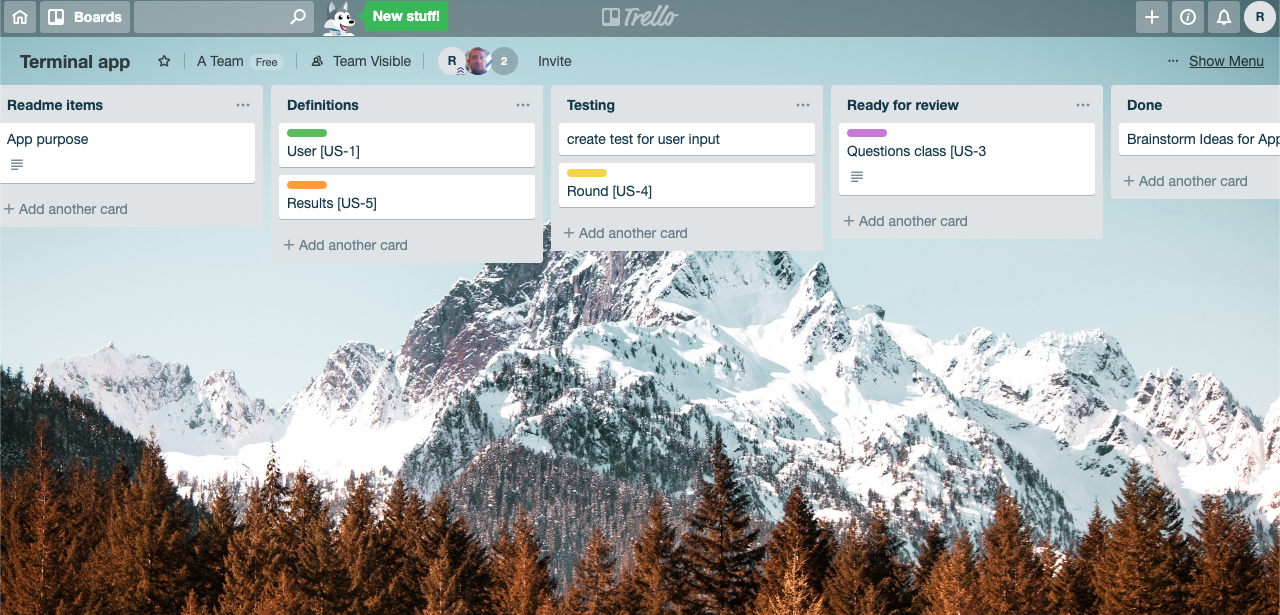 Boards
New stuff!
Trello
R
Terminal app
A Team Free
Team Visible
R
2
Invite
Show Menu
Readme items
App purpose
+ Add another card
Definitions
User [US-1]
Results [US-5]
+ Add another card
Testing
create test for user input
Round [US-4]
+ Add another card
Ready for review
Questions class [US-3
+ Add another card
Done
Brainstorm Ideas for App
+ Add another card